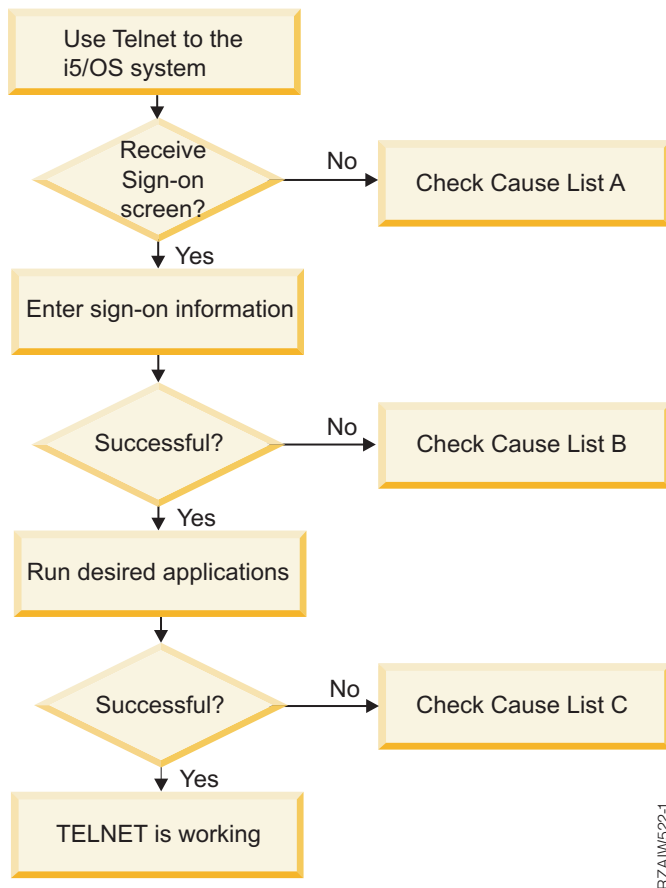 Use Telnet to the
i5/OS system
Receive
Sign-on
screen?
No
Check Cause List A
Yes
Enter sign-on information
Successful?
No
Check Cause List B
Yes
Run desired applications
Successful?
No
Check Cause List C
Yes
TELNET is working
RZAIW522-1